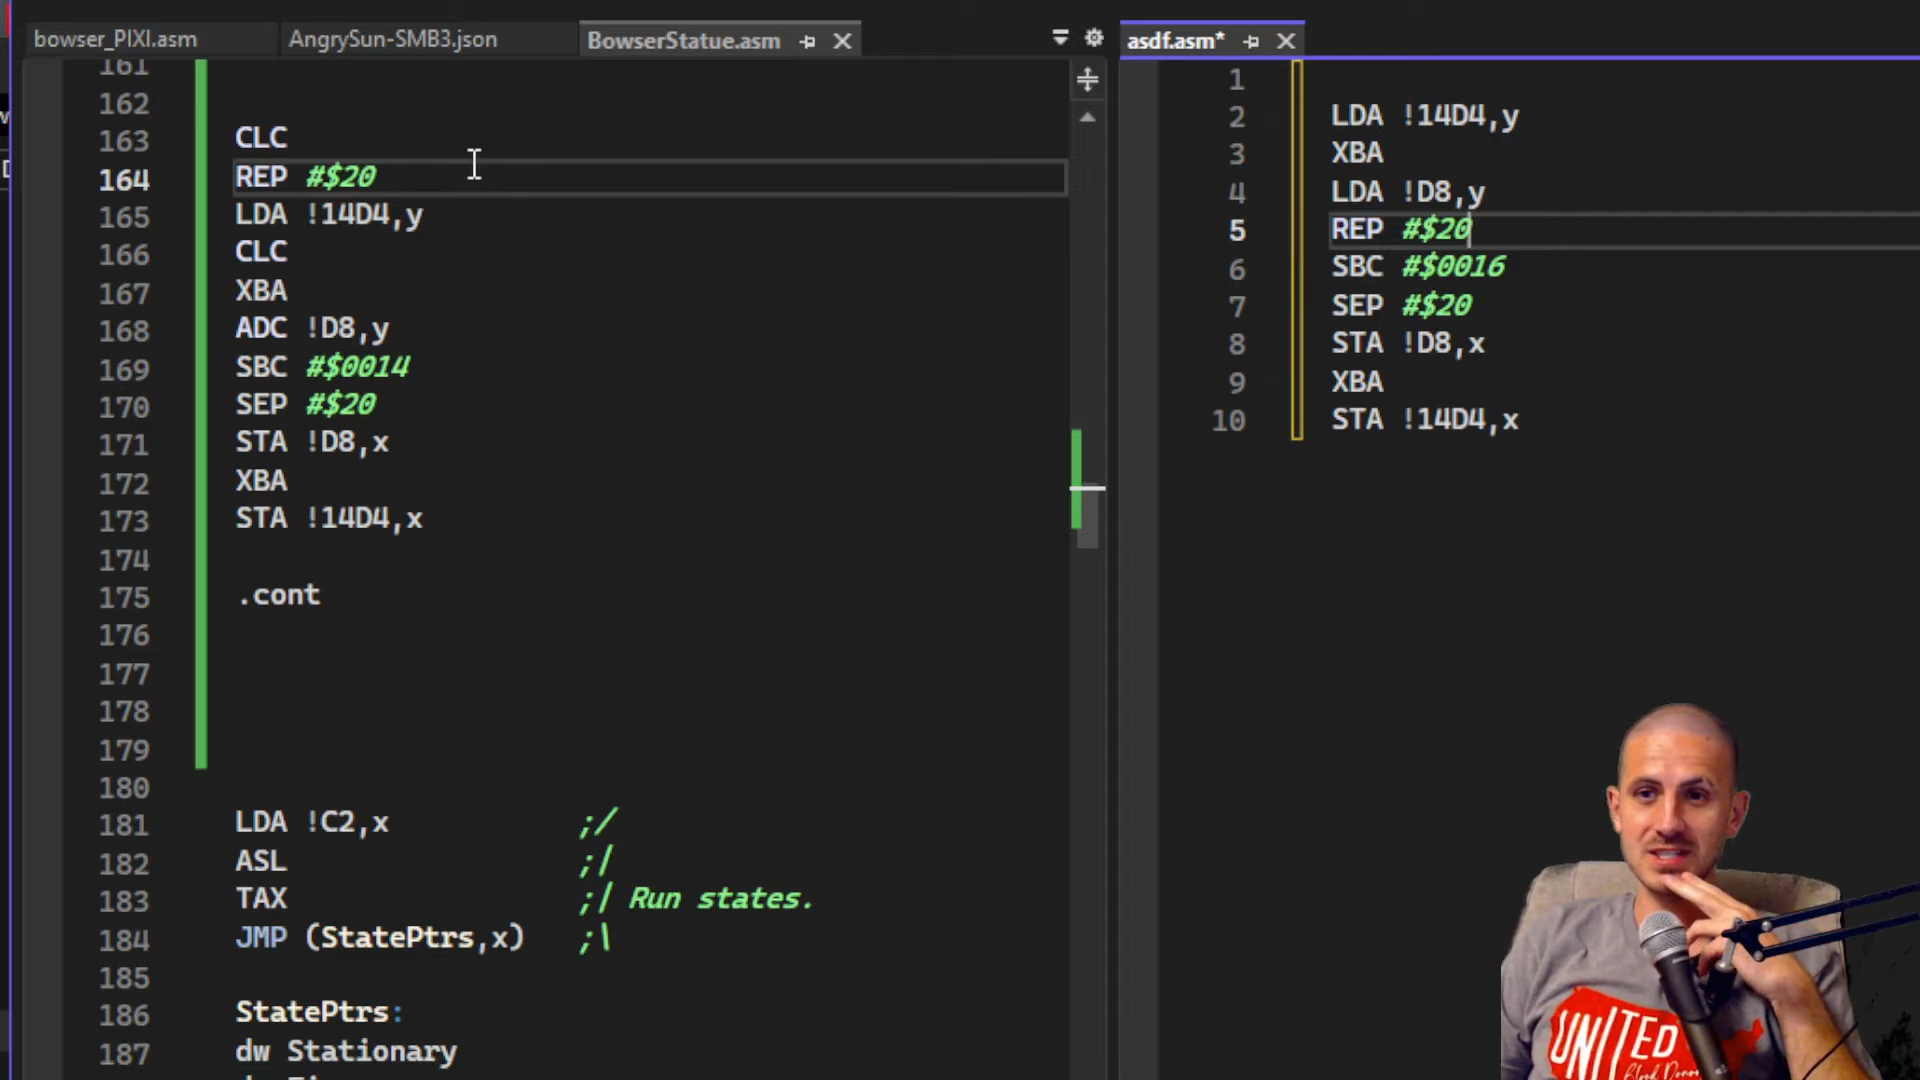 bowser_PIXI.asm
AngrySun-SMB3.json
BowserStatue.asm
161
162
163 CLC
164 REP #$20
165 LDA !14D4,y
166 CLC
167 XBA
168 ADC !D8,y
169 SBC #$0014
170 SEP #$20
171 STA !D8,x
172 XBA
173 STA !14D4,x
174
175 .cont
176
177
178
179
180
181 LDA !C2,x ;/
182 ASL ;|
183 TAX ;| Run states.
184 JMP (StatePtrs,x) ;\
185
186 StatePtrs:
187 dw Stationary
asdf.asm*
1
2 LDA !14D4,y
3 XBA
4 LDA !D8,y
5 REP #$20
6 SBC #$0016
7 SEP #$20
8 STA !D8,x
9 XBA
10 STA !14D4,x
UNITED
Blood Donor